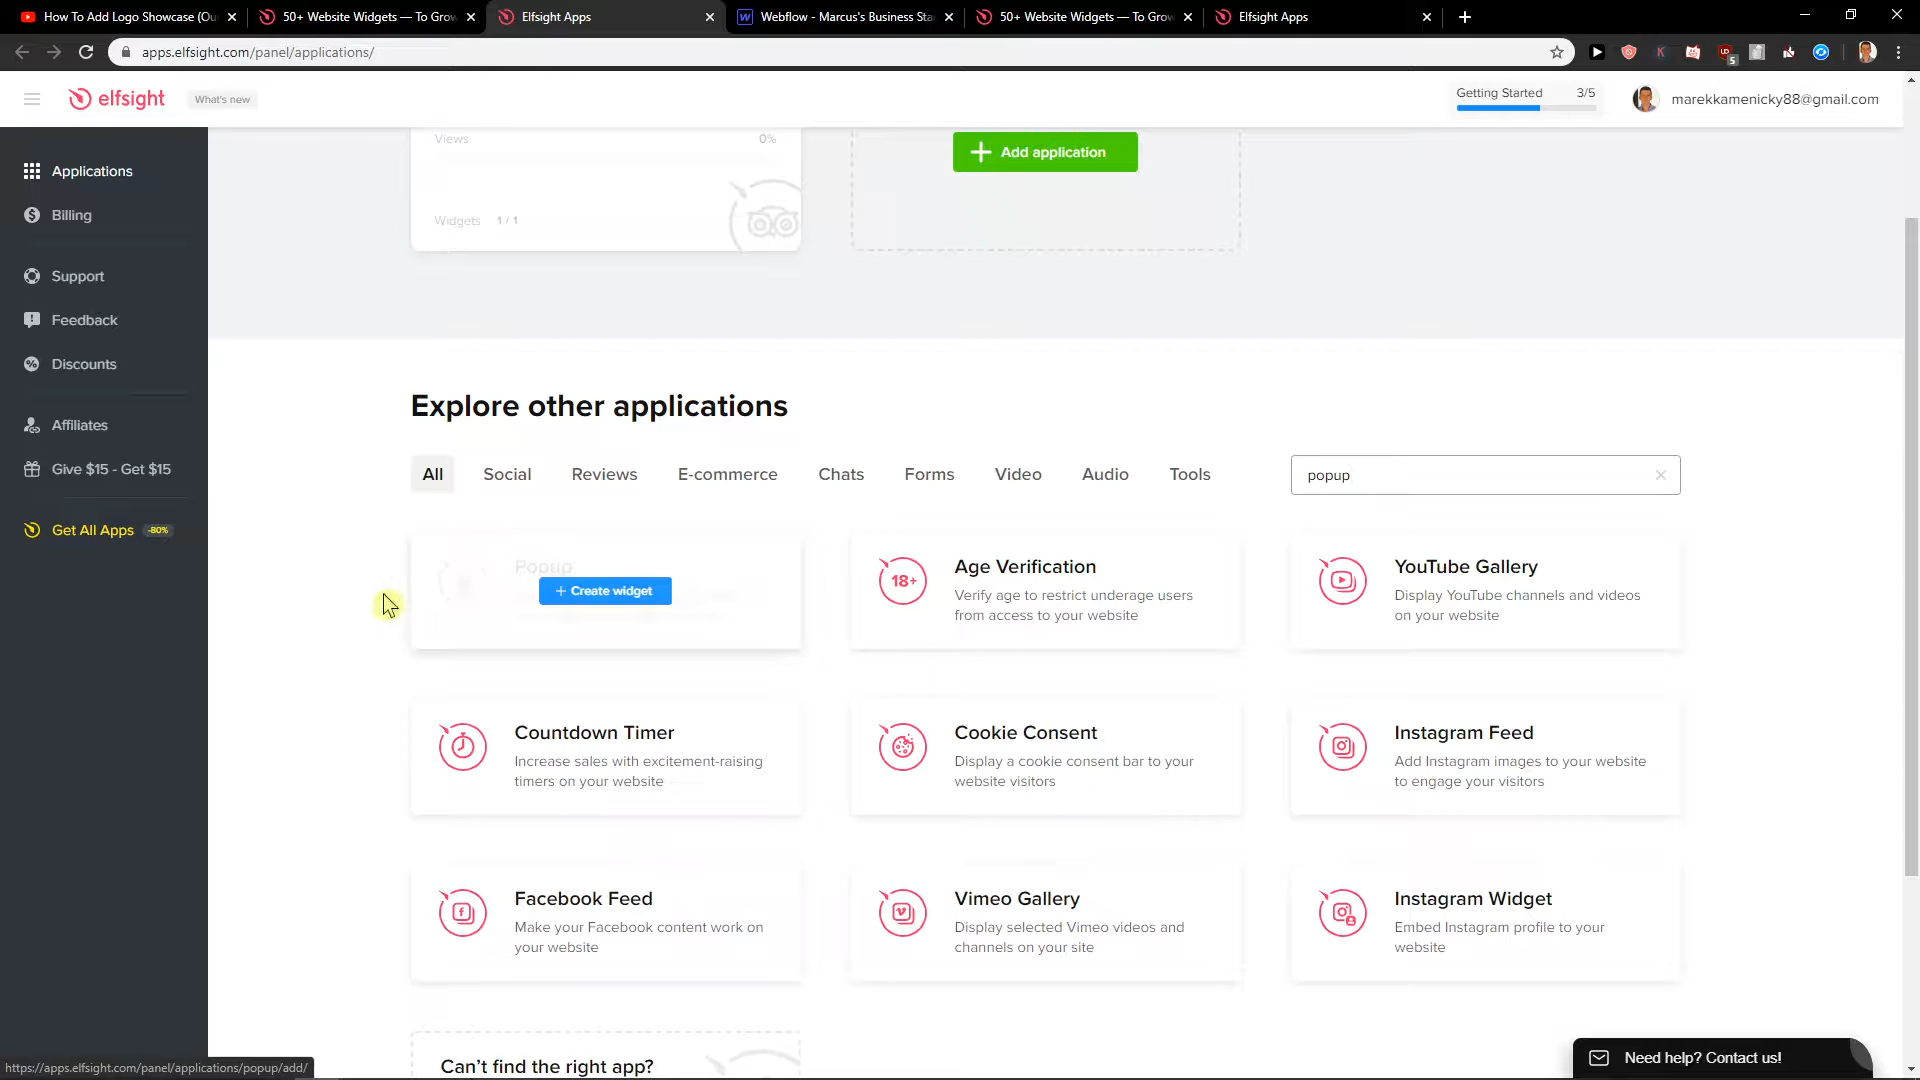 How To Add Logo Showcase (Ou
50+ Website Widgets — To Grow
Elfsight Apps
Webflow - Marcus's Business Sta
50+ Website Widgets — To Grow
Elfsight Apps
apps.elfsight.com/panel/applications/
5
elfsight
What's new
Getting Started 3/5
marekkamenicky88@gmail.com
Applications
Billing
Support
Feedback
Discounts
Affiliates
Give $15 - Get $15
Get All Apps -80%
Views 0%
Widgets 1 / 1
Add application
Explore other applications
All Social Reviews E-commerce Chats Forms Video Audio Tools
popup
Popup
+ Create widget
18+
Age Verification
Verify age to restrict underage users
from access to your website
YouTube Gallery
Display YouTube channels and videos
on your website
Countdown Timer
Increase sales with excitement-raising
timers on your website
Cookie Consent
Display a cookie consent bar to your
website visitors
Instagram Feed
Add Instagram images to your website
to engage your visitors
Facebook Feed
Make your Facebook content work on
your website
Vimeo Gallery
Display selected Vimeo videos and
channels on your site
Instagram Widget
Embed Instagram profile to your
website
Can't find the right app?
Need help? Contact us!
https://apps.elfsight.com/panel/applications/popup/add/